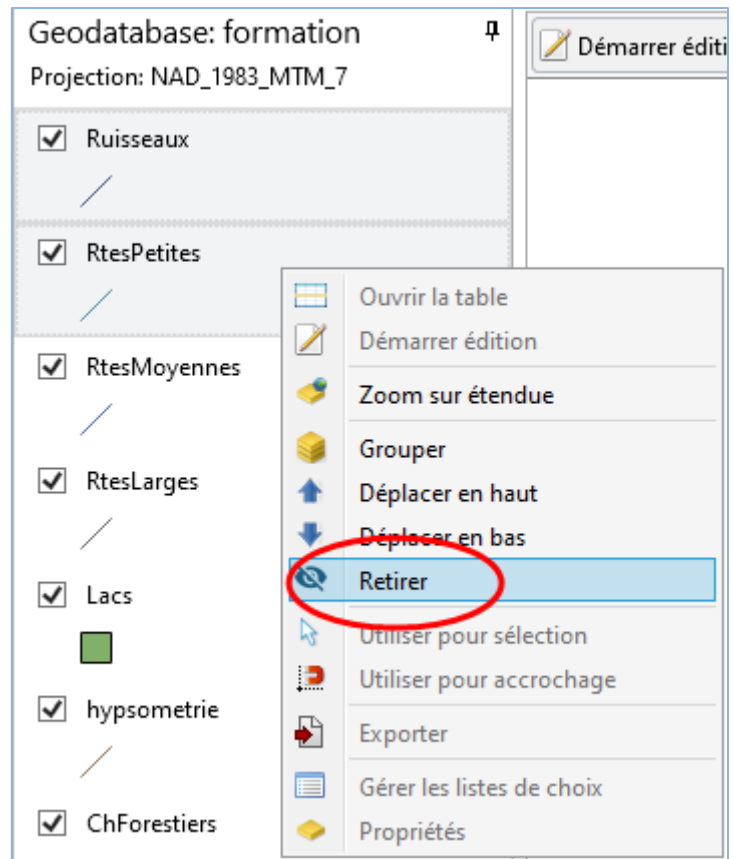 Geodatabase: formation
Projection: NAD_1983_MTM_7
Démarrer éditi
Ruisseaux
RtesPetites
RtesMoyennes
RtesLarges
Lacs
hypsometrie
ChForestiers
Ouvrir la table
Démarrer édition
Zoom sur étendue
Grouper
Déplacer en haut
Déplacer en bas
Retirer
Utiliser pour sélection
Utiliser pour accrochage
Exporter
Gérer les listes de choix
Propriétés